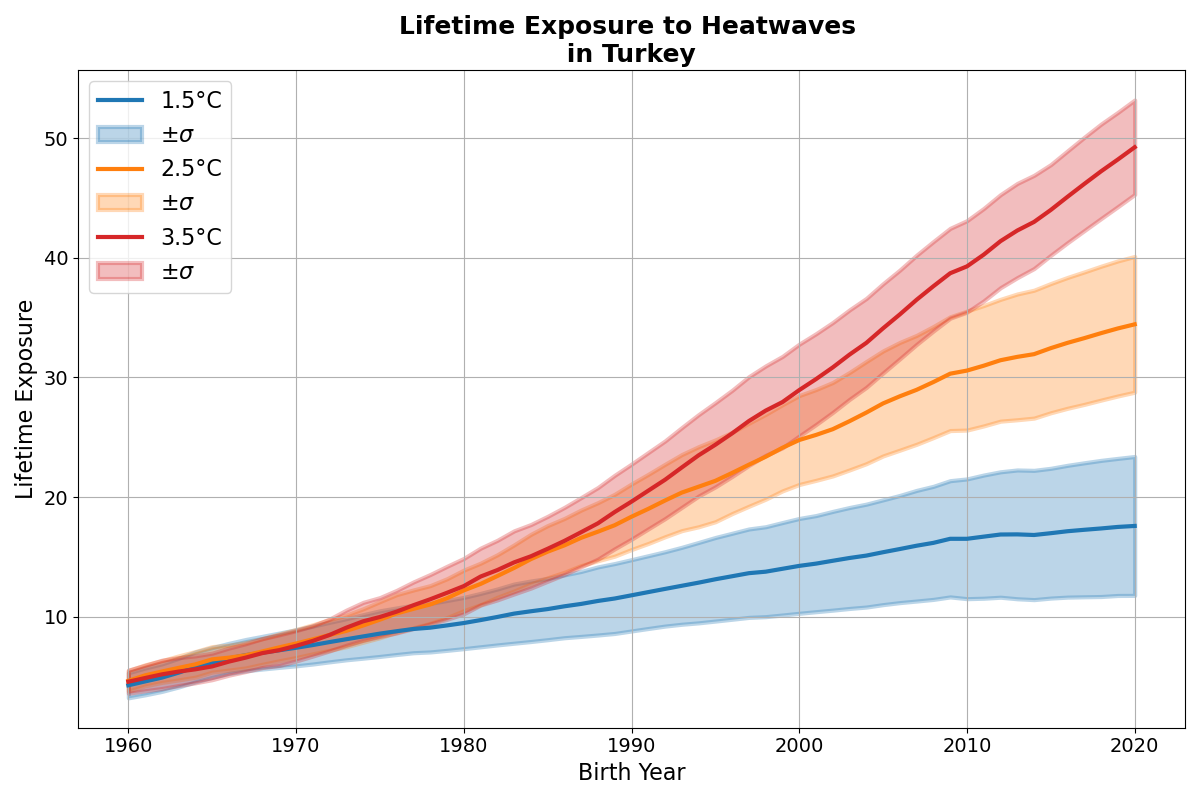 Lifetime Exposure to Heatwaves
in Turkey
1.5°C
±σ
2.5°C
±σ
3.5°C
±σ
Lifetime Exposure
50
40
30
20
10
1960 1970 1980 1990 2000 2010 2020
Birth Year